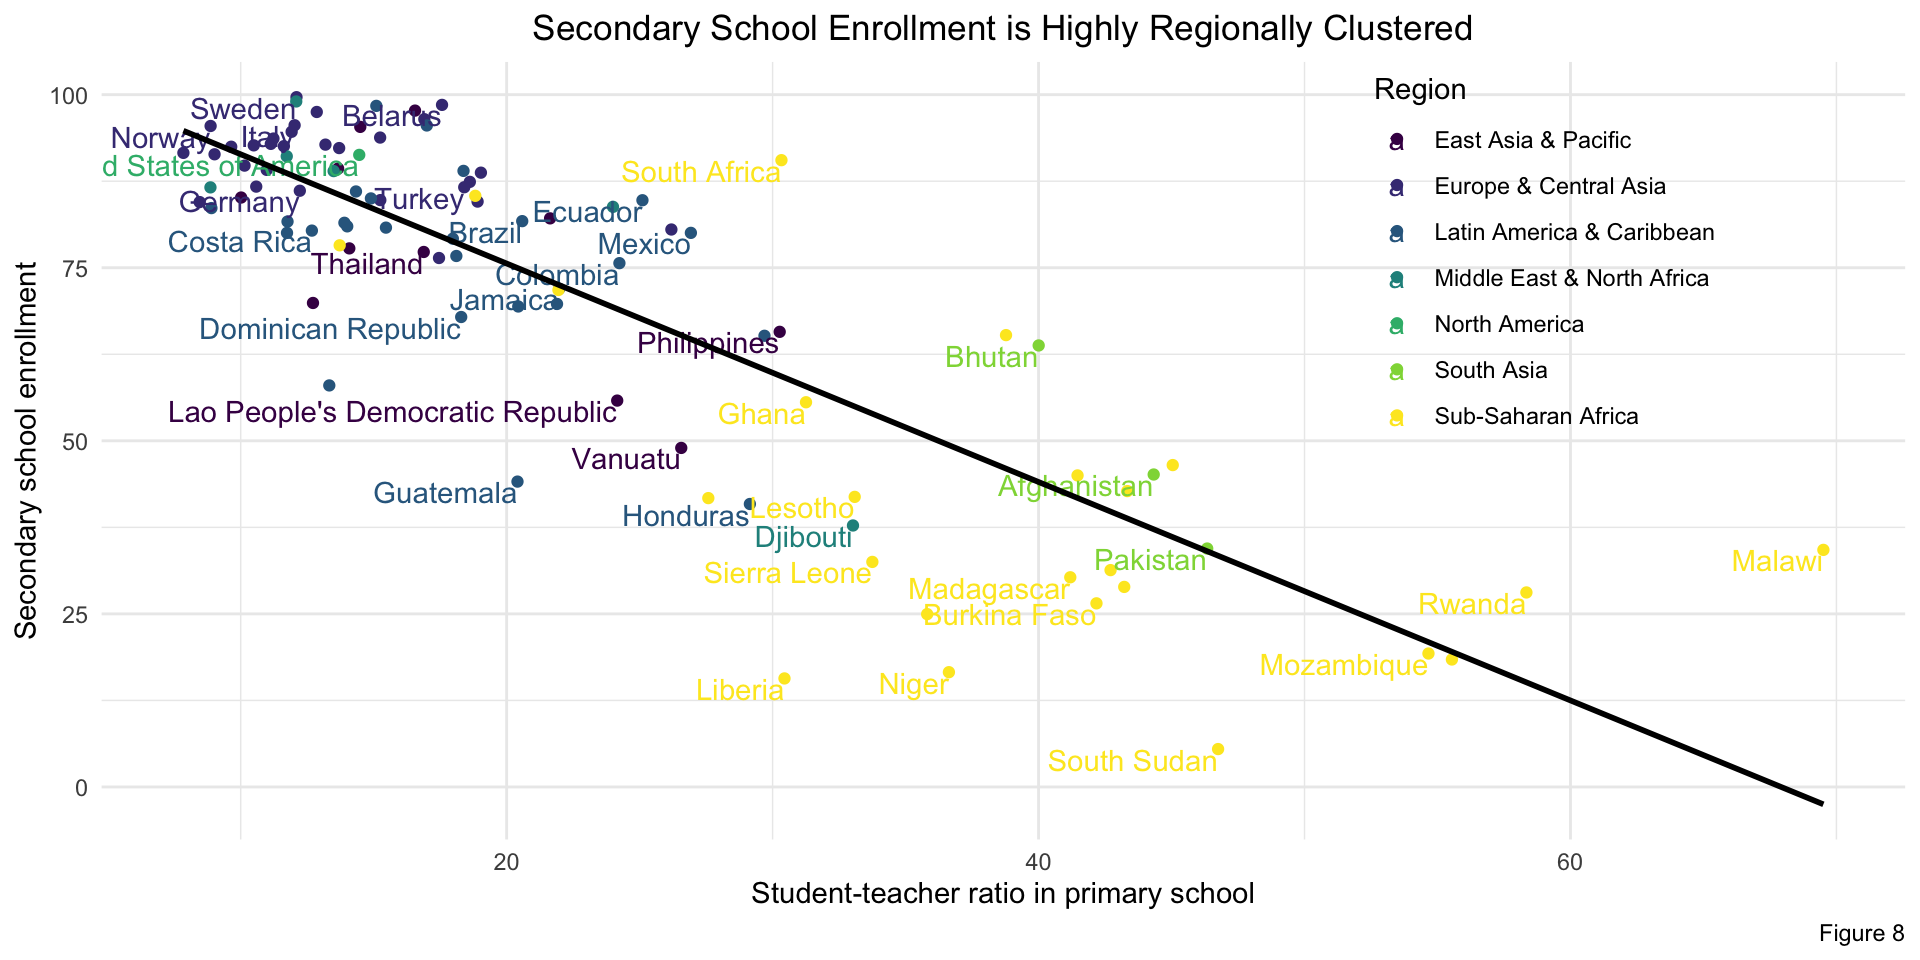 Secondary School Enrollment is Highly Regionally Clustered
Secondary school enrollment
100
75
50
25
0
Sweden
Belarus
Norway
Italy
d States of America
South Africa
Germany
Turkey
Ecuador
Brazil
Costa Rica
Mexico
Thailand
Colombia
Jamaica
Dominican Republic
Philippines
Bhutan
Lao People's Democratic Republic
Ghana
Vanuatu
Afghanistan
Guatemala
Lesotho
Honduras
Djibouti
Pakistan
Malawi
Sierra Leone
Madagascar
Rwanda
Burkina Faso
Mozambique
Niger
Liberia
South Sudan
Region
a East Asia & Pacific
a Europe & Central Asia
a Latin America & Caribbean
a Middle East & North Africa
a North America
a South Asia
a Sub-Saharan Africa
20 40 60
Student-teacher ratio in primary school
Figure 8